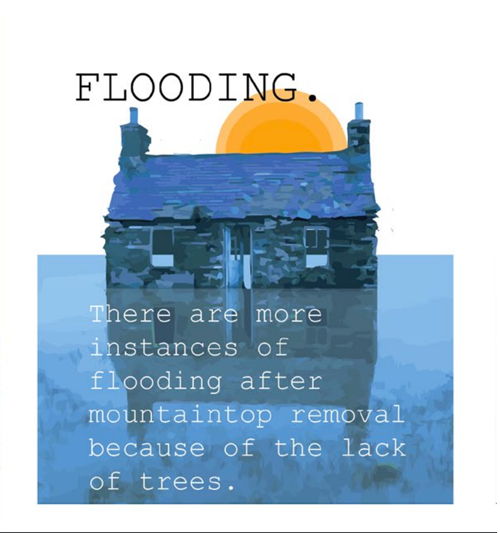 FLOODING.
There are more
instances of
flooding after
mountaintop removal
because of the lack
of trees.